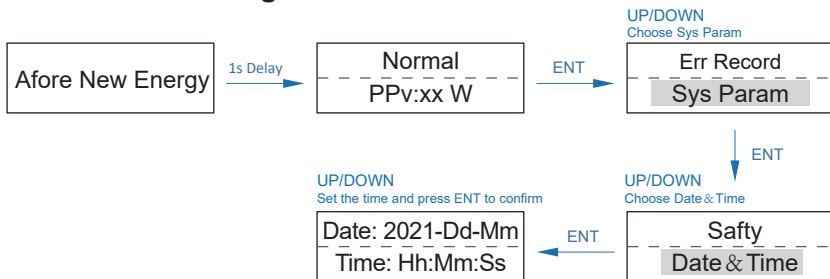 UP/DOWN
Choose Sys Param
Afore New Energy
1s Delay
Normal
PPv:xx W
ENT
Err Record
Sys Param
ENT
UP/DOWN
Choose Date&Time
Safty
Date&Time
ENT
UP/DOWN
Set the time and press ENT to confirm
Date: 2021-Dd-Mm
Time: Hh:Mm:Ss